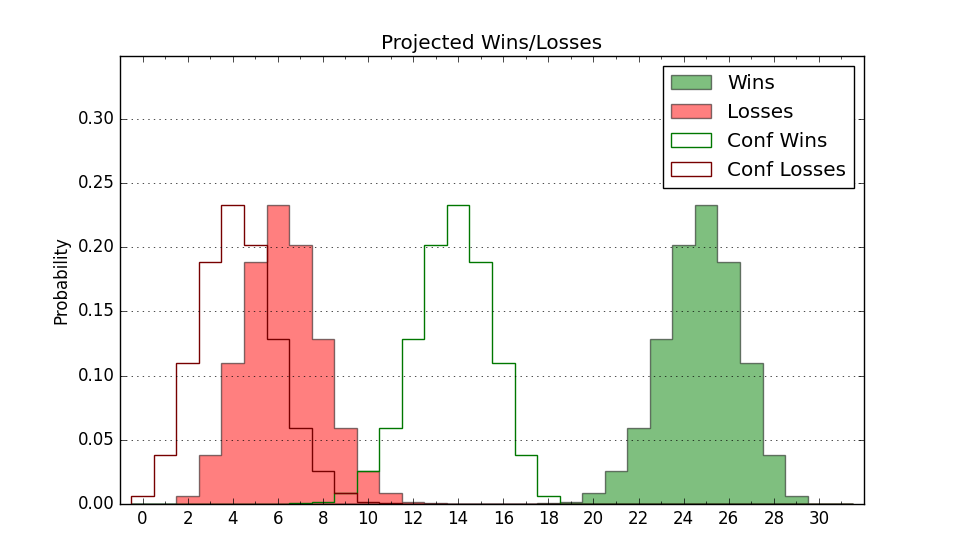 Projected Wins/Losses
Wins
Losses
Conf Wins
Conf Losses
Probability
0.30
0.25
0.20
0.15
0.10
0.05
0.00
0 2 4 6 8 10 12 14 16 18 20 22 24 26 28 30